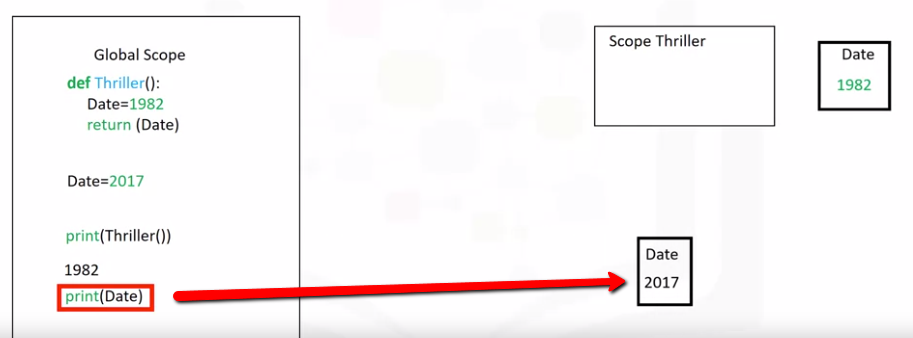 Global Scope
def Thriller():
Date=1982
return (Date)
Date=2017
print(Thriller())
1982
print(Date)
Scope Thriller
Date
1982
Date
2017